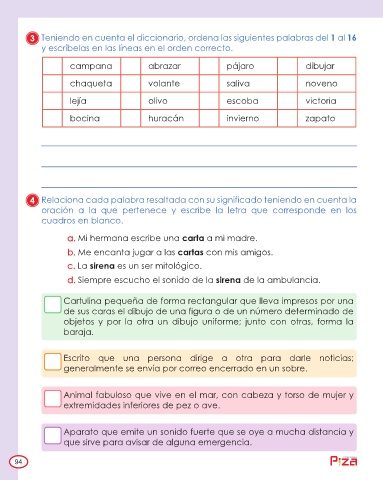 3 Teniendo en cuenta el diccionario, ordena las siguientes palabras del 1 al 16
y escríbelas en las líneas en el orden correcto.
campana abrazar pájaro dibujar
chaqueta volante saliva noveno
lejía olivo escoba victoria
bocina huracán invierno zapato
4 Relaciona cada palabra resaltada con su significado teniendo en cuenta la
oración a la que pertenece y escribe la letra que corresponde en los
cuadros en blanco.
a. Mi hermana escribe una carta a mi madre.
b. Me encanta jugar a las cartas con mis amigos.
c. La sirena es un ser mitológico.
d. Siempre escucho el sonido de la sirena de la ambulancia.
Cartulina pequeña de forma rectangular que lleva impresos por una
de sus caras el dibujo de una figura o de un número determinado de
objetos y por la otra un dibujo uniforme; junto con otras, forma la
baraja.
Escrito que una persona dirige a otra para darle noticias;
generalmente se envía por correo encerrado en un sobre.
Animal fabuloso que vive en el mar, con cabeza y torso de mujer y
extremidades inferiores de pez o ave.
Aparato que emite un sonido fuerte que se oye a mucha distancia y
que sirve para avisar de alguna emergencia.
94
Piza